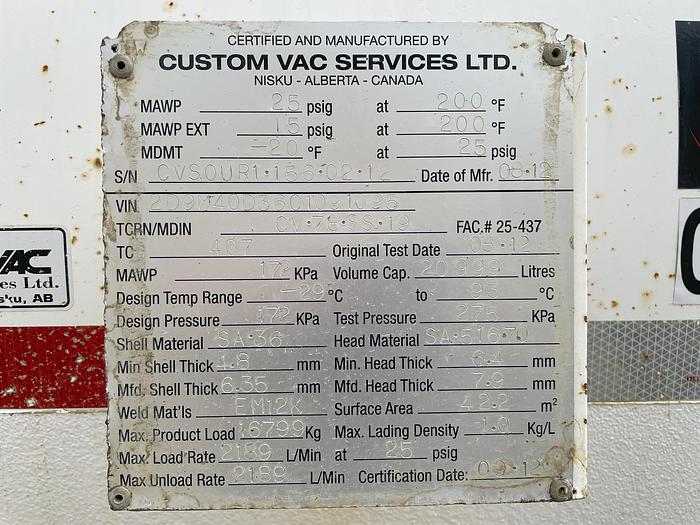 CERTIFIED AND MANUFACTURED BY
CUSTOM VAC SERVICES LTD.
NISKU - ALBERTA - CANADA
MAWP 25 psig at 200 °F
MAWP EXT 15 psig at 200 °F
MDMT -20 °F at 25 psig
S/N CVSOUR1·156·02·12 Date of Mfr. 08·12
VIN
TCRN/MDIN CV·78·SS·19 FAC.# 25-437
TC 407 Original Test Date 05·12
MAWP 172 KPa Volume Cap. Litres
Design Temp Range -29 °C to 93 °C
Design Pressure 172 KPa Test Pressure 275 KPa
Shell Material SA·36 Head Material SA·516·70
Min Shell Thick 4.8 mm Min. Head Thick 6.4 mm
Mfd. Shell Thick 6.35 mm Mfd. Head Thick 7.9 mm
Weld Mat'ls EM12K Surface Area 42.2 m²
Max. Product Load 16799 Kg Max. Lading Density 1.0 Kg/L
Max. Load Rate 2189 L/Min at 25 psig
Max Unload Rate 2189 L/Min Certification Date: 09·12
VAC
es Ltd.
sku, AB